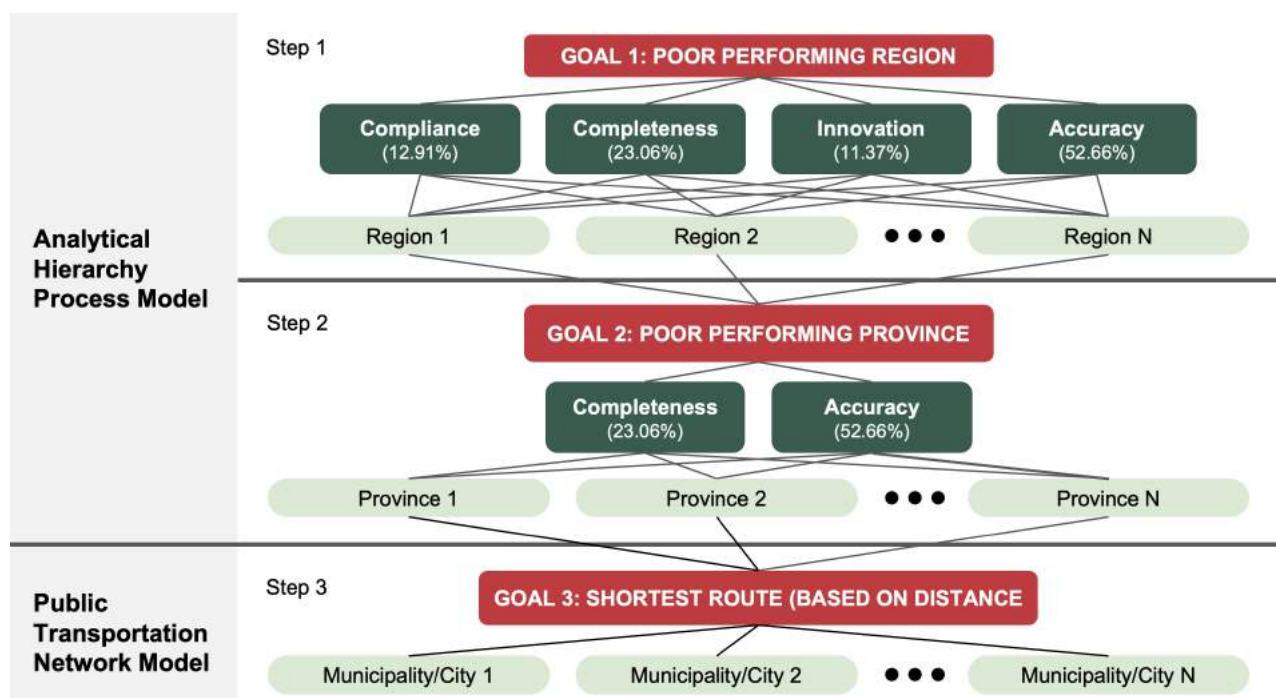 Step 1
GOAL 1: POOR PERFORMING REGION
Compliance
(12.91%)
Completeness
(23.06%)
Innovation
(11.37%)
Accuracy
(52.66%)
Region 1
Region 2
Region N
Analytical
Hierarchy
Process Model
Step 2
GOAL 2: POOR PERFORMING PROVINCE
Completeness
(23.06%)
Accuracy
(52.66%)
Province 1
Province 2
Province N
Public
Transportation
Network Model
Step 3
GOAL 3: SHORTEST ROUTE (BASED ON DISTANCE
Municipality/City 1
Municipality/City 2
Municipality/City N